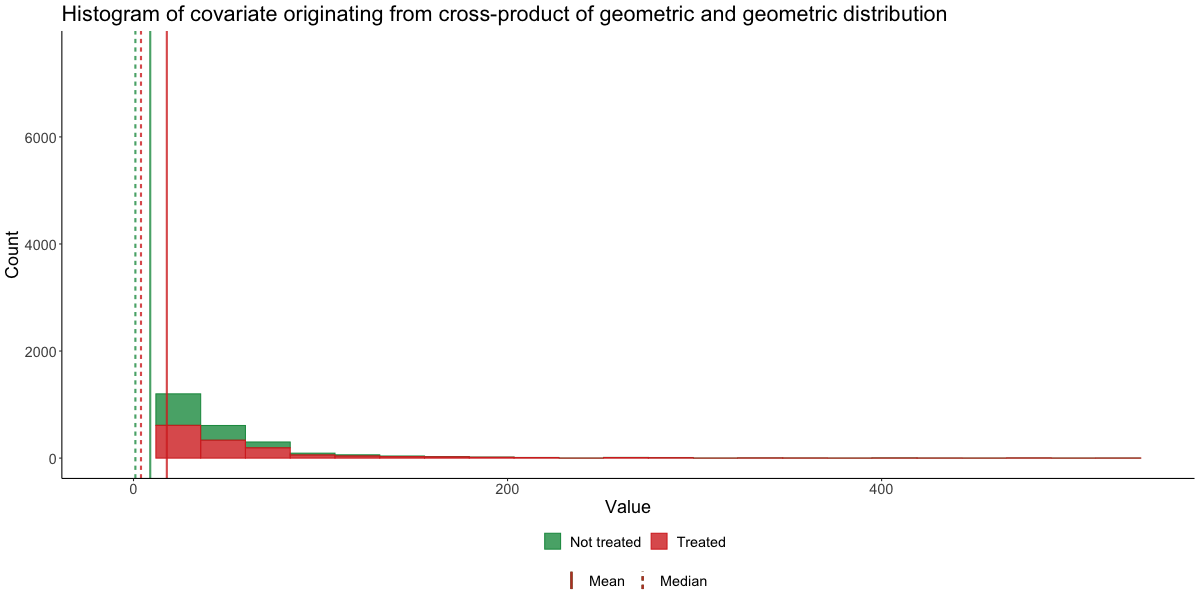 Histogram of covariate originating from cross-product of geometric and geometric distribution
Count
6000
4000
2000
0
0 200 400
Value
Not treated Treated
Mean Median